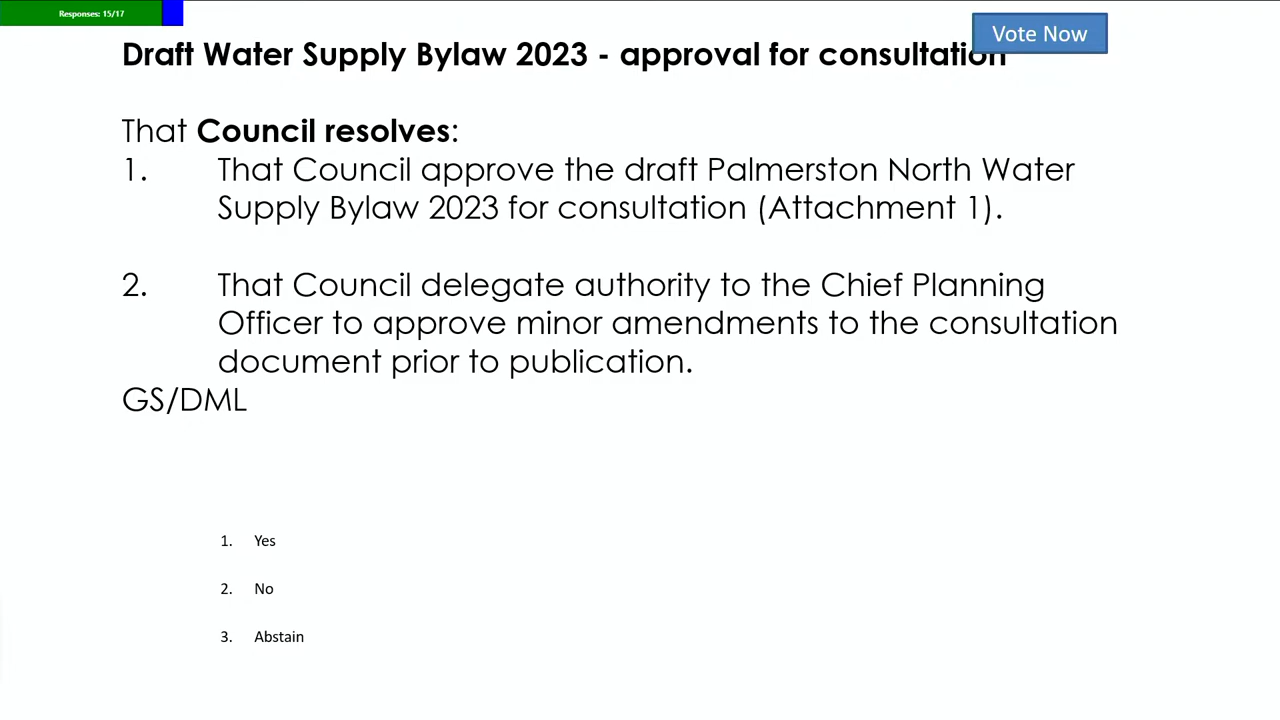 Responses: 15/17
Vote Now
Draft Water Supply Bylaw 2023 - approval for consultation
That Council resolves:
1. That Council approve the draft Palmerston North Water
Supply Bylaw 2023 for consultation (Attachment 1).
2. That Council delegate authority to the Chief Planning
Officer to approve minor amendments to the consultation
document prior to publication.
GS/DML
1. Yes
2. No
3. Abstain